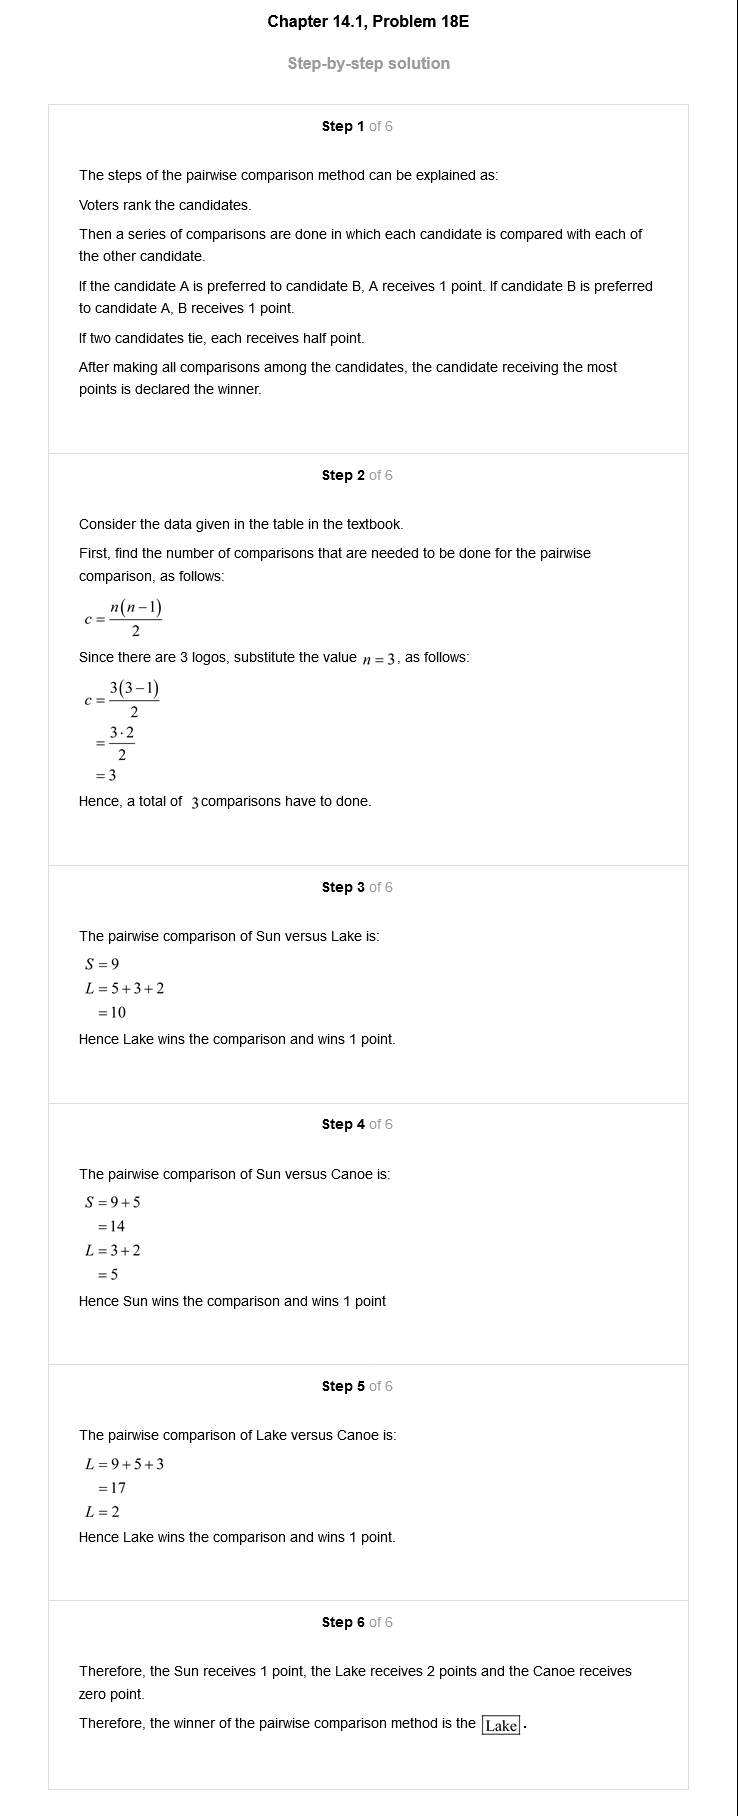 Chapter 14.1, Problem 18E
Step-by-step solution
Step 1 of 6
The steps of the pairwise comparison method can be explained as:
Voters rank the candidates.
Then a series of comparisons are done in which each candidate is compared with each of
the other candidate.
If the candidate A is preferred to candidate B, A receives 1 point. If candidate B is preferred
to candidate A, B receives 1 point.
If two candidates tie, each receives half point.
After making all comparisons among the candidates, the candidate receiving the most
points is declared the winner.
Step 2 of 6
Consider the data given in the table in the textbook.
First, find the number of comparisons that are needed to be done for the pairwise
comparison, as follows:
c = n(n−1)
2
Since there are 3 logos, substitute the value n = 3, as follows:
c = 3(3−1)
2
= 3·2
2
= 3
Hence, a total of 3 comparisons have to done.
Step 3 of 6
The pairwise comparison of Sun versus Lake is:
S = 9
L = 5+3+2
= 10
Hence Lake wins the comparison and wins 1 point.
Step 4 of 6
The pairwise comparison of Sun versus Canoe is:
S = 9+5
= 14
L = 3+2
= 5
Hence Sun wins the comparison and wins 1 point
Step 5 of 6
The pairwise comparison of Lake versus Canoe is:
L = 9+5+3
= 17
L = 2
Hence Lake wins the comparison and wins 1 point.
Step 6 of 6
Therefore, the Sun receives 1 point, the Lake receives 2 points and the Canoe receives
zero point.
Therefore, the winner of the pairwise comparison method is the Lake.